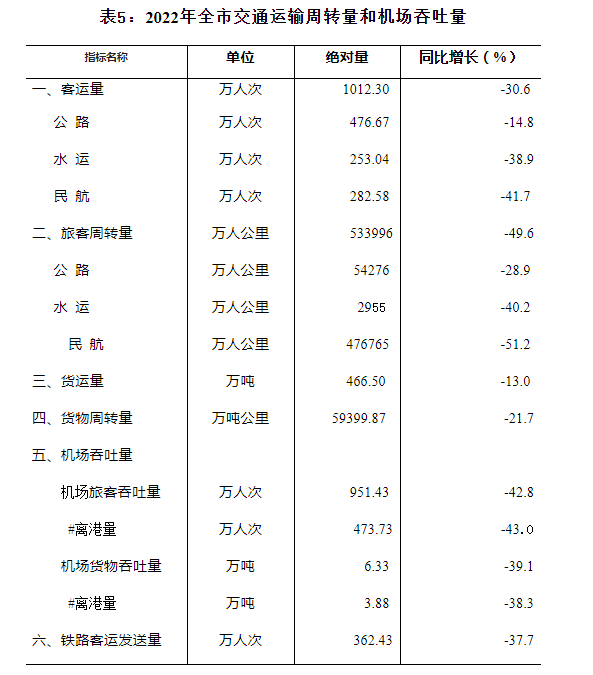 表5：2022年全市交通运输周转量和机场吞吐量
指标名称 单位 绝对量 同比增长（%）
一、客运量 万人次 1012.30 -30.6
公 路 万人次 476.67 -14.8
水 运 万人次 253.04 -38.9
民 航 万人次 282.58 -41.7
二、旅客周转量 万人公里 533996 -49.6
公 路 万人公里 54276 -28.9
水 运 万人公里 2955 -40.2
民 航 万人公里 476765 -51.2
三、货运量 万吨 466.50 -13.0
四、货物周转量 万吨公里 59399.87 -21.7
五、机场吞吐量
机场旅客吞吐量 万人次 951.43 -42.8
#离港量 万人次 473.73 -43.0
机场货物吞吐量 万吨 6.33 -39.1
#离港量 万吨 3.88 -38.3
六、铁路客运发送量 万人次 362.43 -37.7